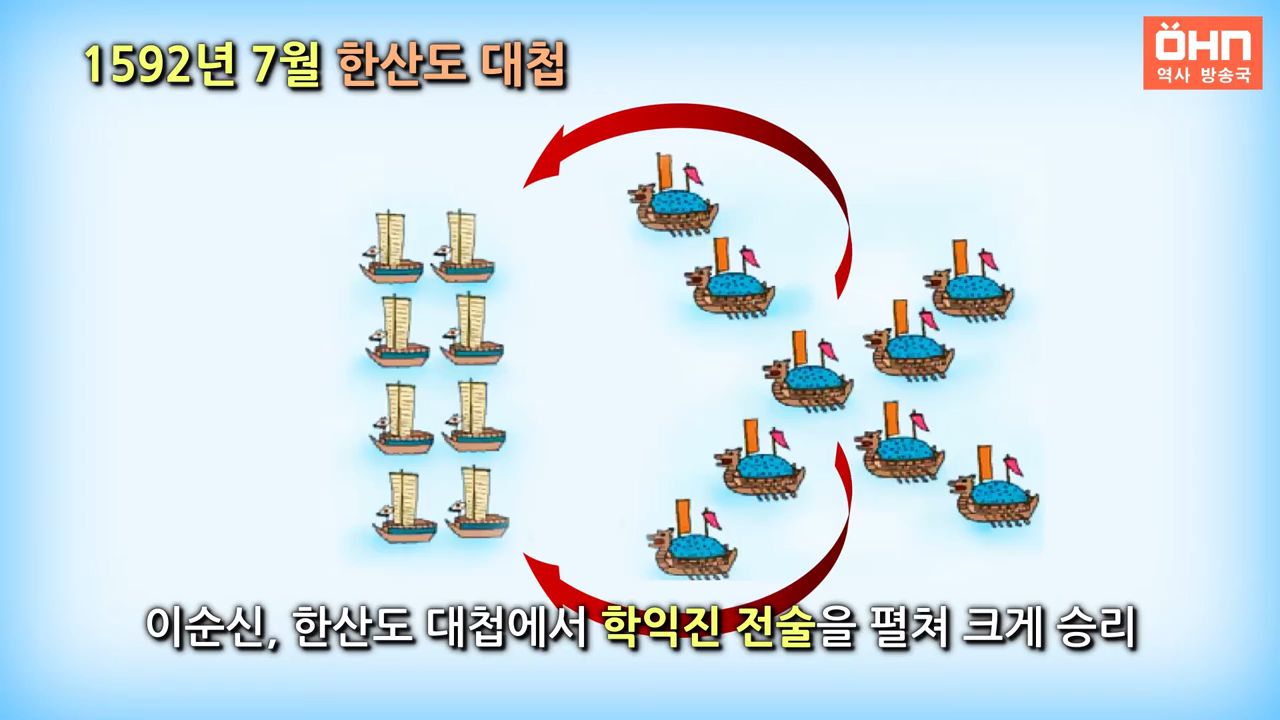 1592년 7월 한산도 대첩
ÖHN
역사 방송국
이순신, 한산도 대첩에서 학익진 전술을 펼쳐 크게 승리